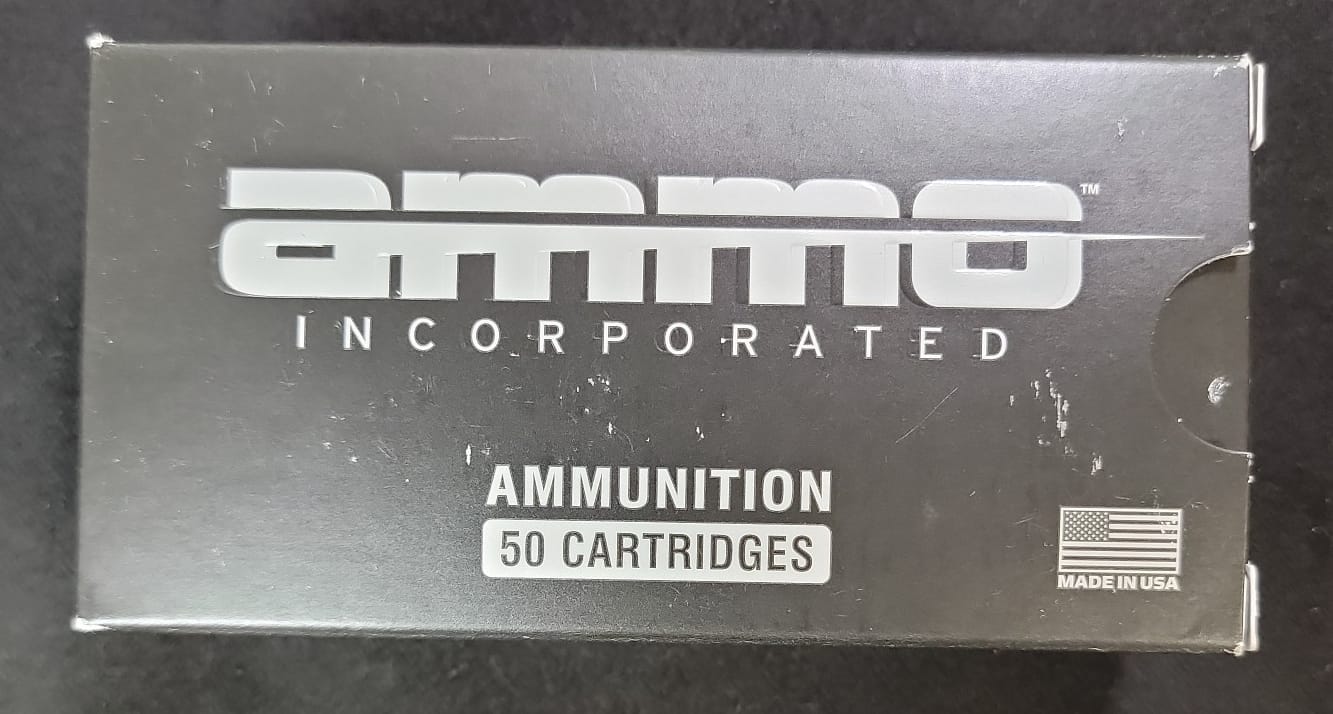 ammo™
INCORPORATED
AMMUNITION
50 CARTRIDGES
MADE IN USA